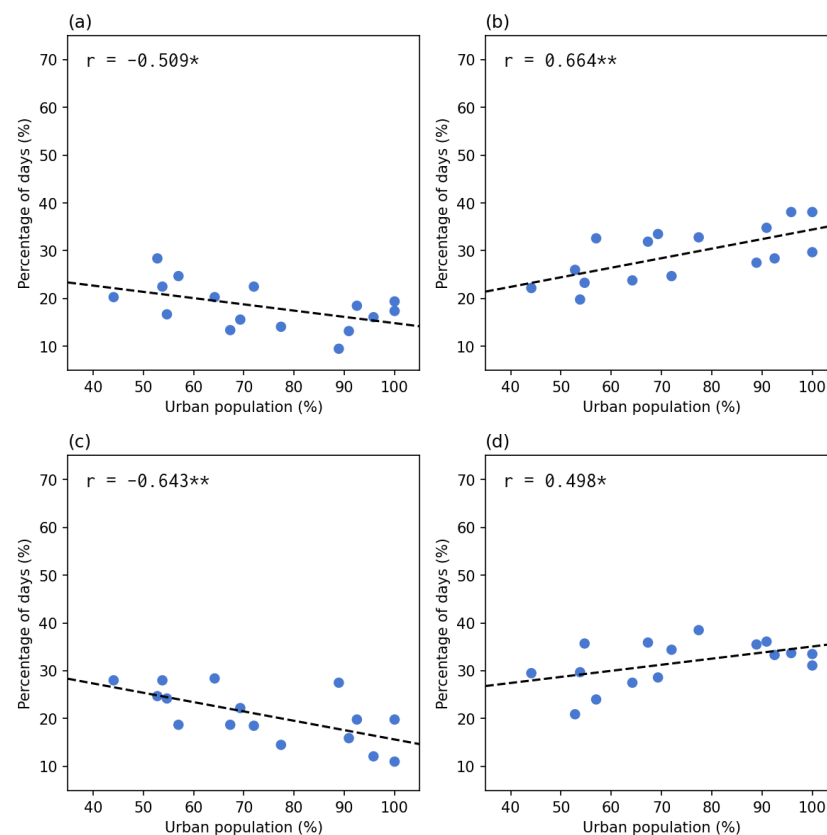 (a)
r = −0.509*
70
60
50
40
30
20
10
Percentage of days (%)
40 50 60 70 80 90 100
Urban population (%)
(b)
r = 0.664**
70
60
50
40
30
20
10
Percentage of days (%)
40 50 60 70 80 90 100
Urban population (%)
(c)
r = −0.643**
70
60
50
40
30
20
10
Percentage of days (%)
40 50 60 70 80 90 100
Urban population (%)
(d)
r = 0.498*
70
60
50
40
30
20
10
Percentage of days (%)
40 50 60 70 80 90 100
Urban population (%)